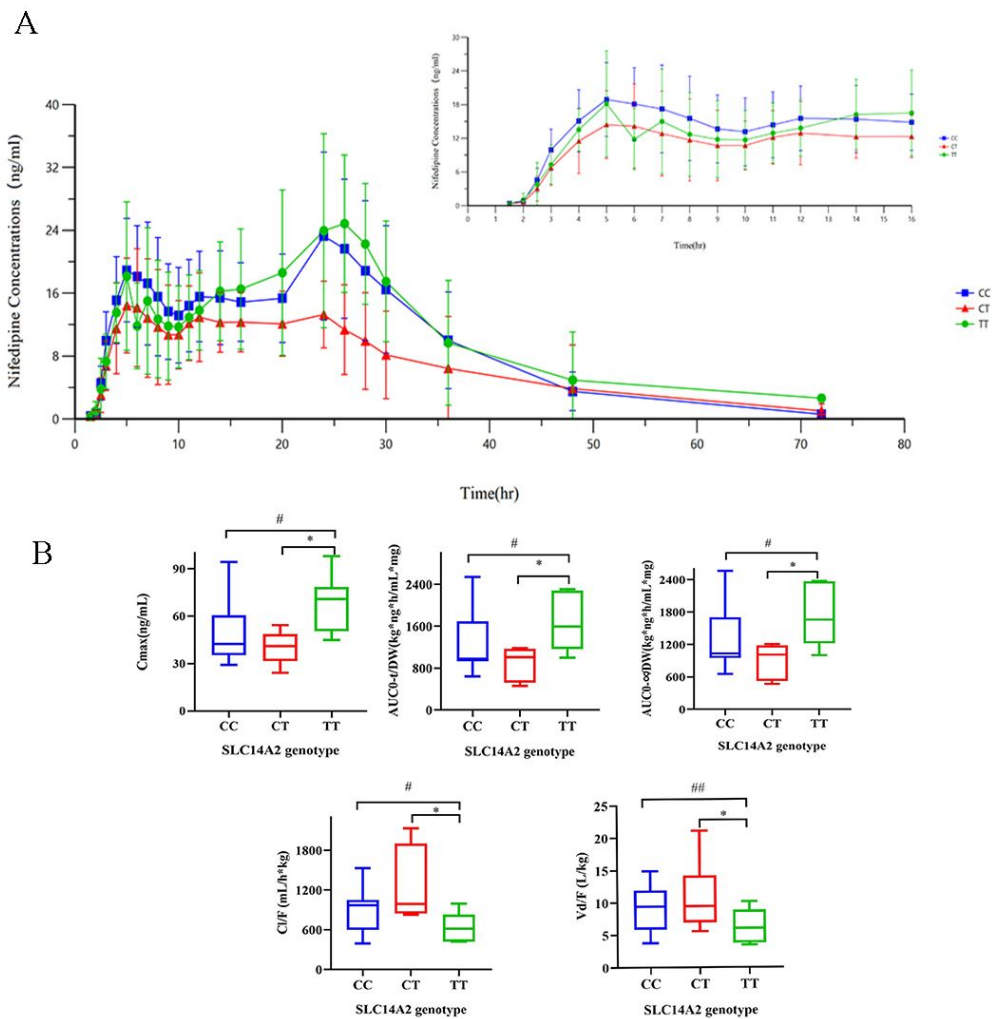 A
Nifedipine Concentrations (ng/ml)
40
32
24
16
8
0
0 10 20 30 40 50 60 70 80
Time(hr)
Nifedipine Concentrations (ng/ml)
30
24
18
12
6
0
0 1 2 3 4 5 6 7 8 9 10 11 12 13 14 15 16
Time(hr)
CC
CT
TT
CC
CT
TT
B
#
*
Cmax(ng/mL)
90
60
30
0
CC CT TT
SLC14A2 genotype
#
*
AUC0-t/DW(kg*ng*h/mL*mg)
2400
1600
800
0
CC CT TT
SLC14A2 genotype
#
*
AUC0-∞/DW(kg*ng*h/mL*mg)
2400
1800
1200
600
0
CC CT TT
SLC14A2 genotype
#
*
Cl/F (mL/h*kg)
1800
1200
600
0
CC CT TT
SLC14A2 genotype
##
*
Vd/F (L/kg)
25
20
15
10
5
0
CC CT TT
SLC14A2 genotype